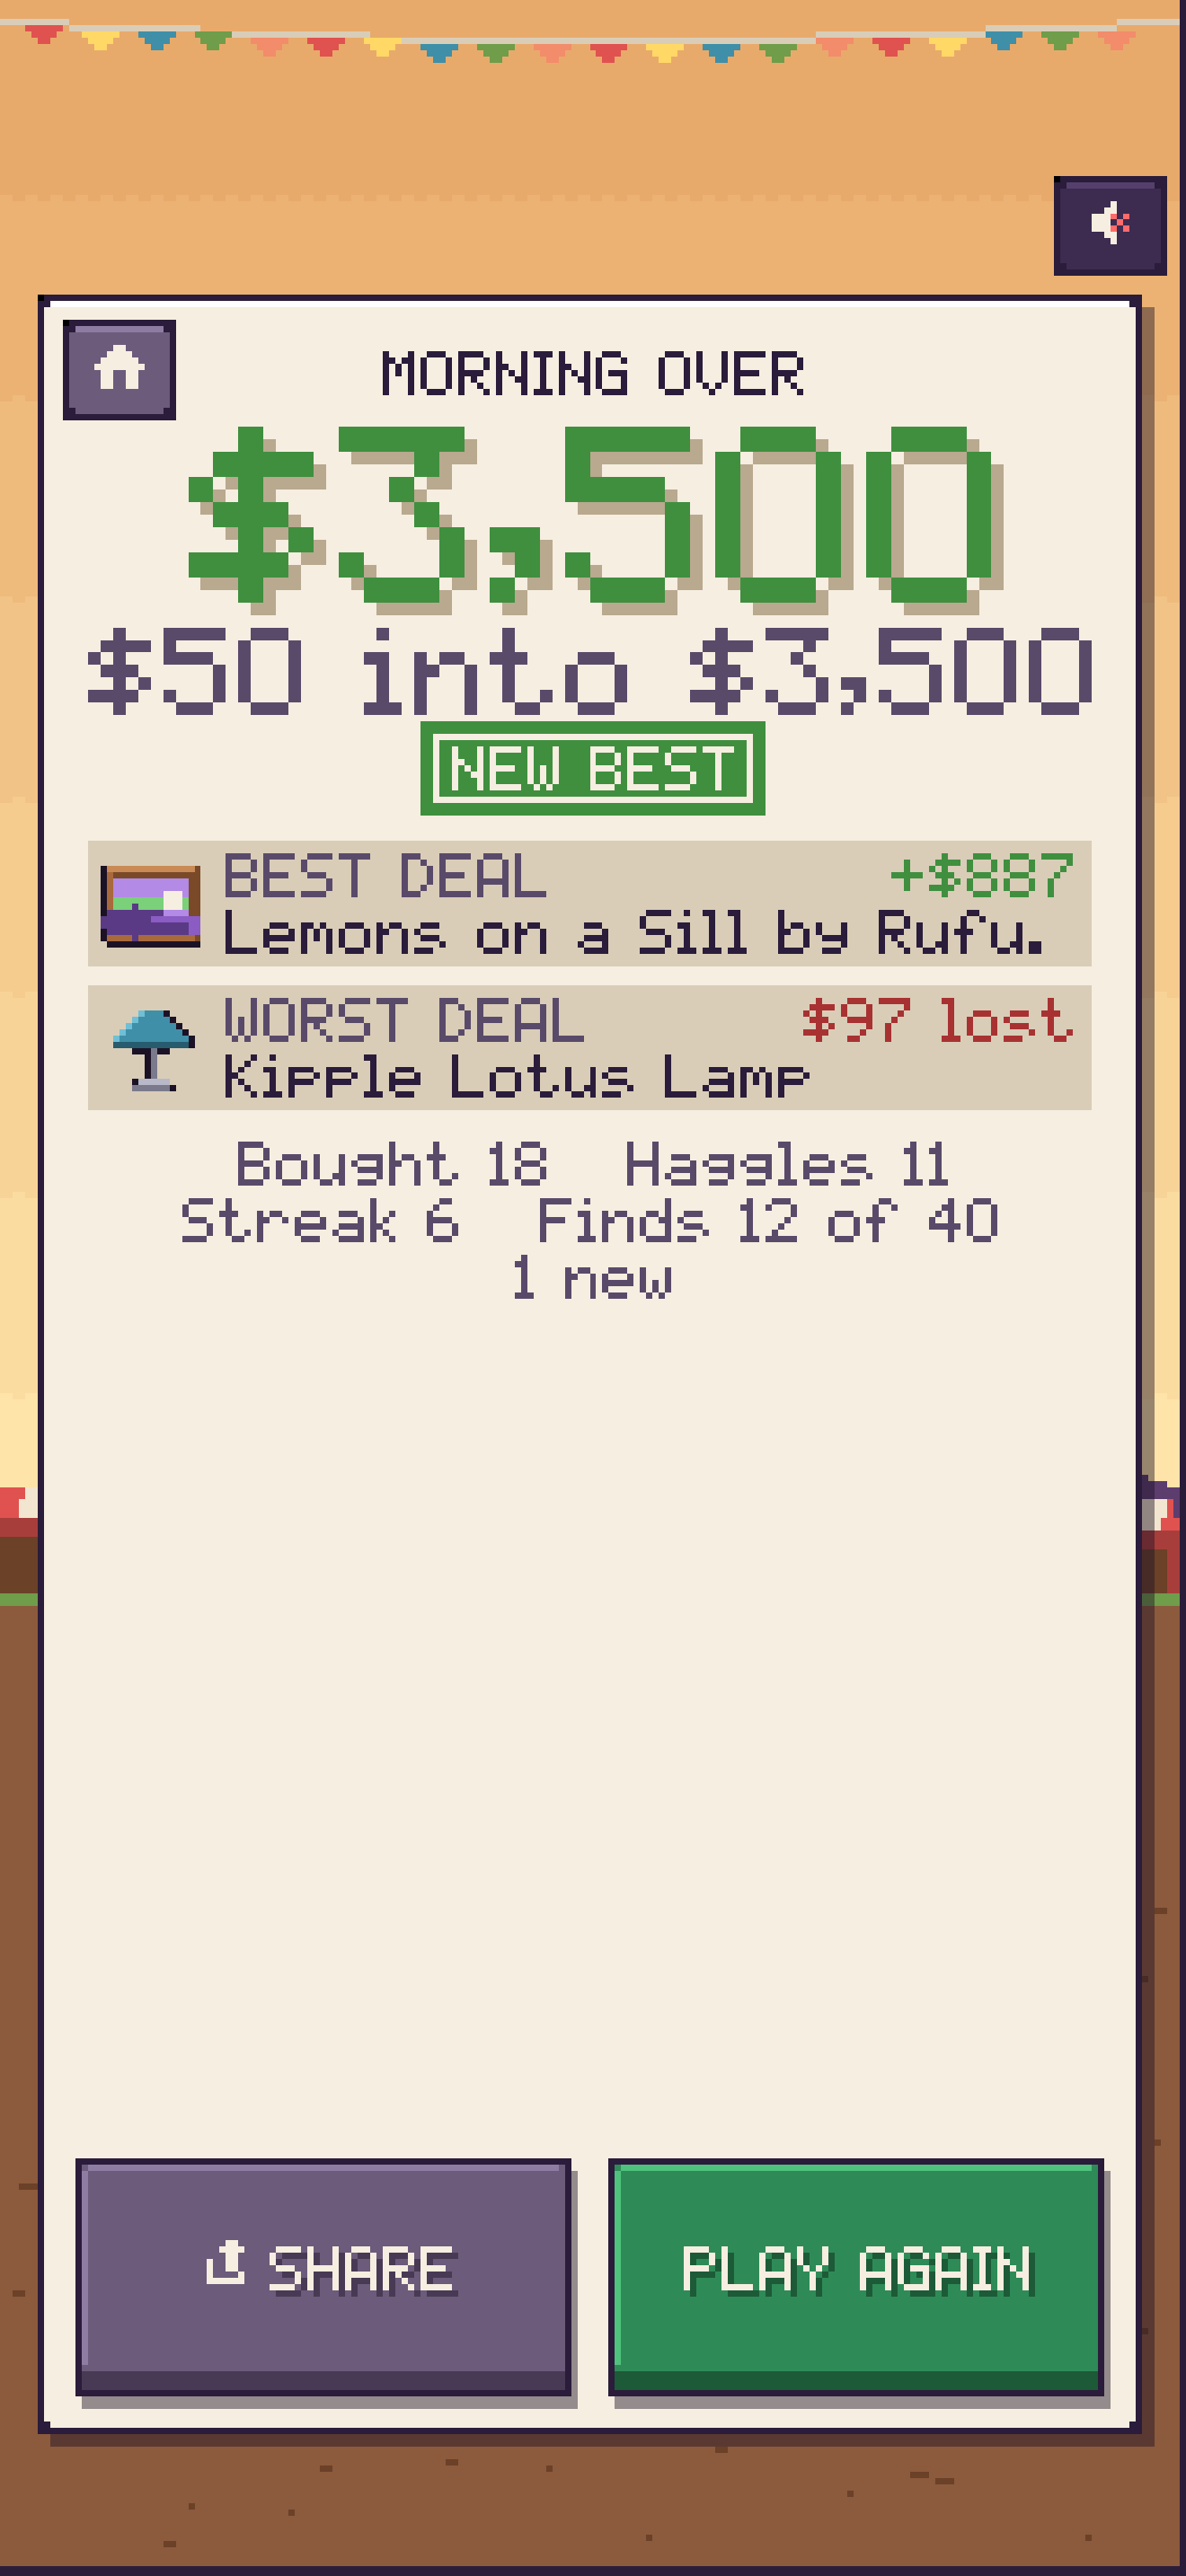 MORNING OVER
$3,500
$50 into $3,500
NEW BEST
BEST DEAL +$887
Lemons on a Sill by Rufu.
WORST DEAL $97 lost
Kipple Lotus Lamp
Bought 18 Haggles 11
Streak 6 Finds 12 of 40
1 new
SHARE PLAY AGAIN